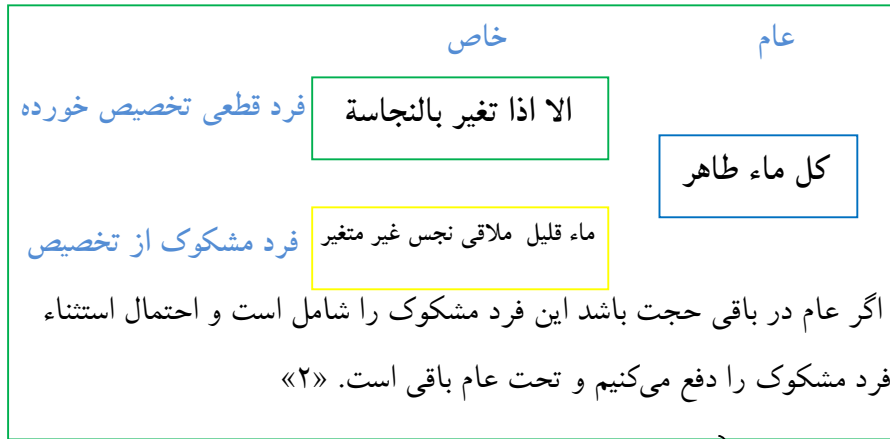 عام
خاص
الا اذا تغیر بالنجاسة
فرد قطعی تخصیص خورده
کل ماء طاهر
ماء قلیل ملاقی نجس غیر متغیر
فرد مشکوک از تخصیص
اگر عام در باقی حجت باشد این فرد مشکوک را شامل است و احتمال استثناء
فرد مشکوک را دفع می‌کنیم و تحت عام باقی است. «۲»